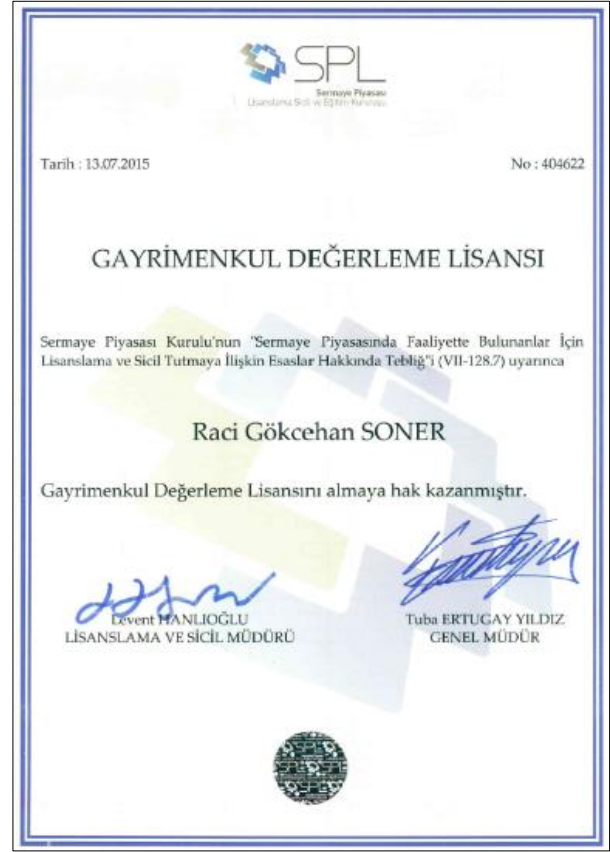 SPL
Sermaye Piyasası
Lisanslama Sicil ve Eğitim Kuruluşu
Tarih : 13.07.2015
No : 404622
GAYRİMENKUL DEĞERLEME LİSANSI
Sermaye Piyasası Kurulu'nun "Sermaye Piyasasında Faaliyette Bulunanlar İçin
Lisanslama ve Sicil Tutmaya İlişkin Esaslar Hakkında Tebliğ"i (VII-128.7) uyarınca
Raci Gökcehan SONER
Gayrimenkul Değerleme Lisansını almaya hak kazanmıştır.
Levent HANLIOĞLU
LİSANSLAMA VE SİCİL MÜDÜRÜ
Tuba ERTUGAY YILDIZ
GENEL MÜDÜR
SPL